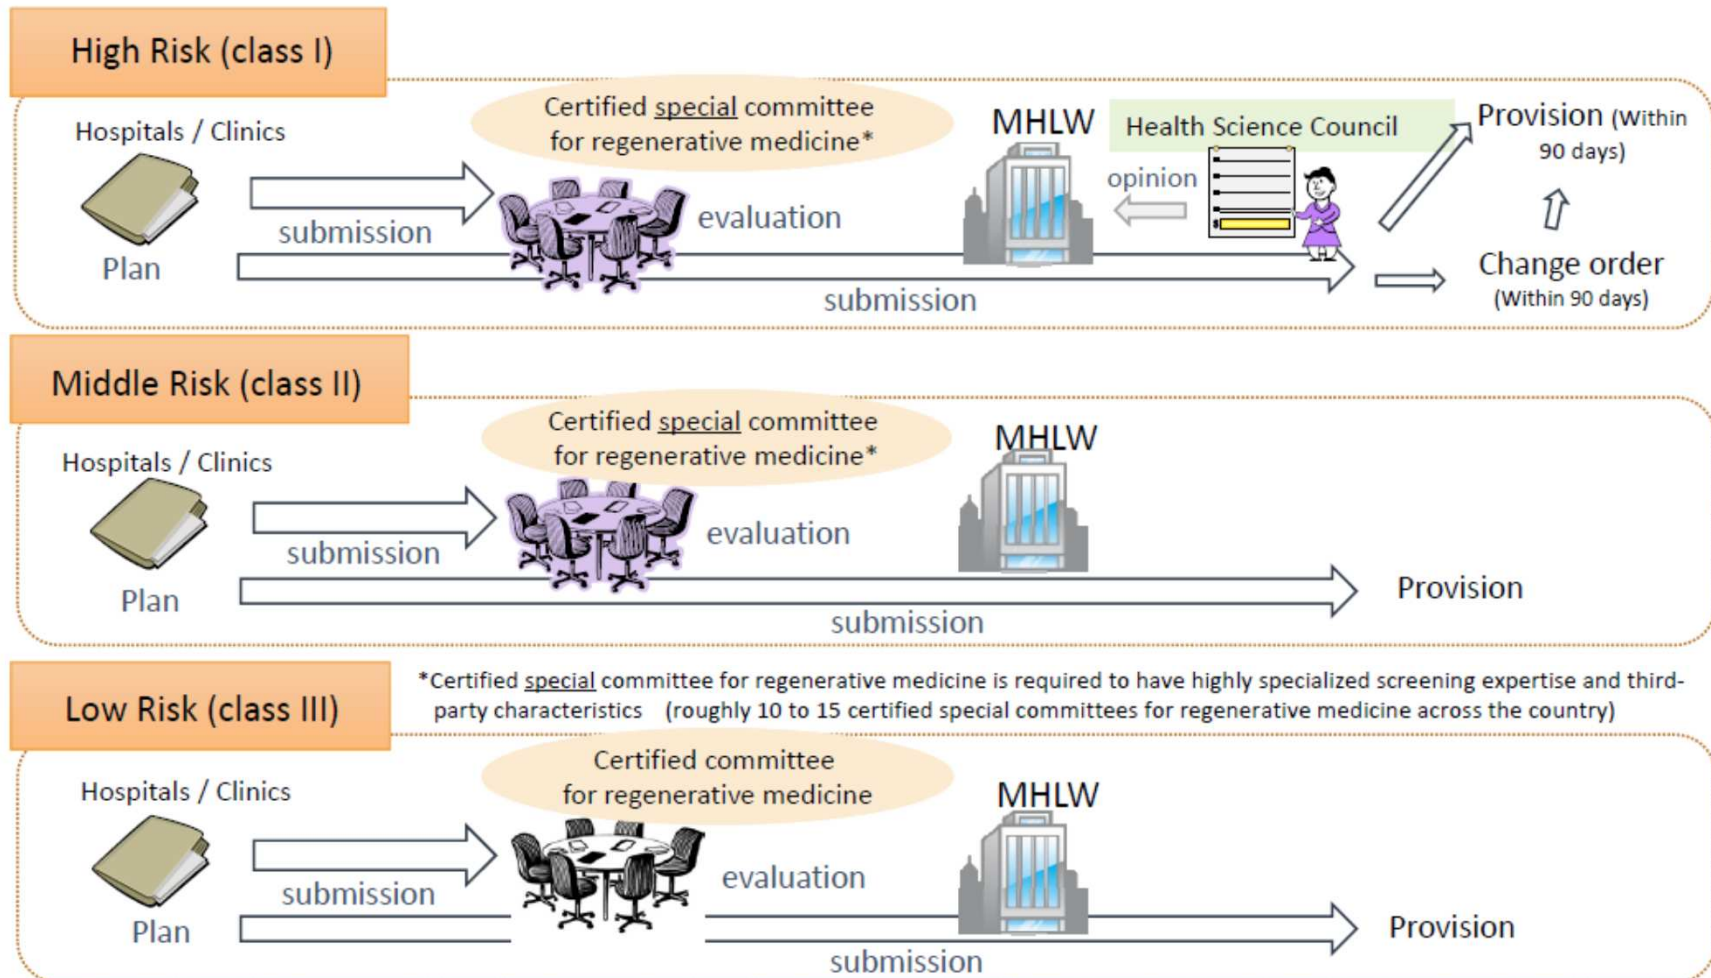 High Risk (class I)
Hospitals / Clinics
Plan
submission
Certified special committee
for regenerative medicine*
evaluation
submission
MHLW
Health Science Council
opinion
Provision (Within
90 days)
Change order
(Within 90 days)
Middle Risk (class II)
Hospitals / Clinics
Plan
submission
Certified special committee
for regenerative medicine*
evaluation
submission
MHLW
Provision
Low Risk (class III)
*Certified special committee for regenerative medicine is required to have highly specialized screening expertise and third-
party characteristics (roughly 10 to 15 certified special committees for regenerative medicine across the country)
Hospitals / Clinics
Plan
submission
Certified committee
for regenerative medicine
evaluation
submission
MHLW
Provision